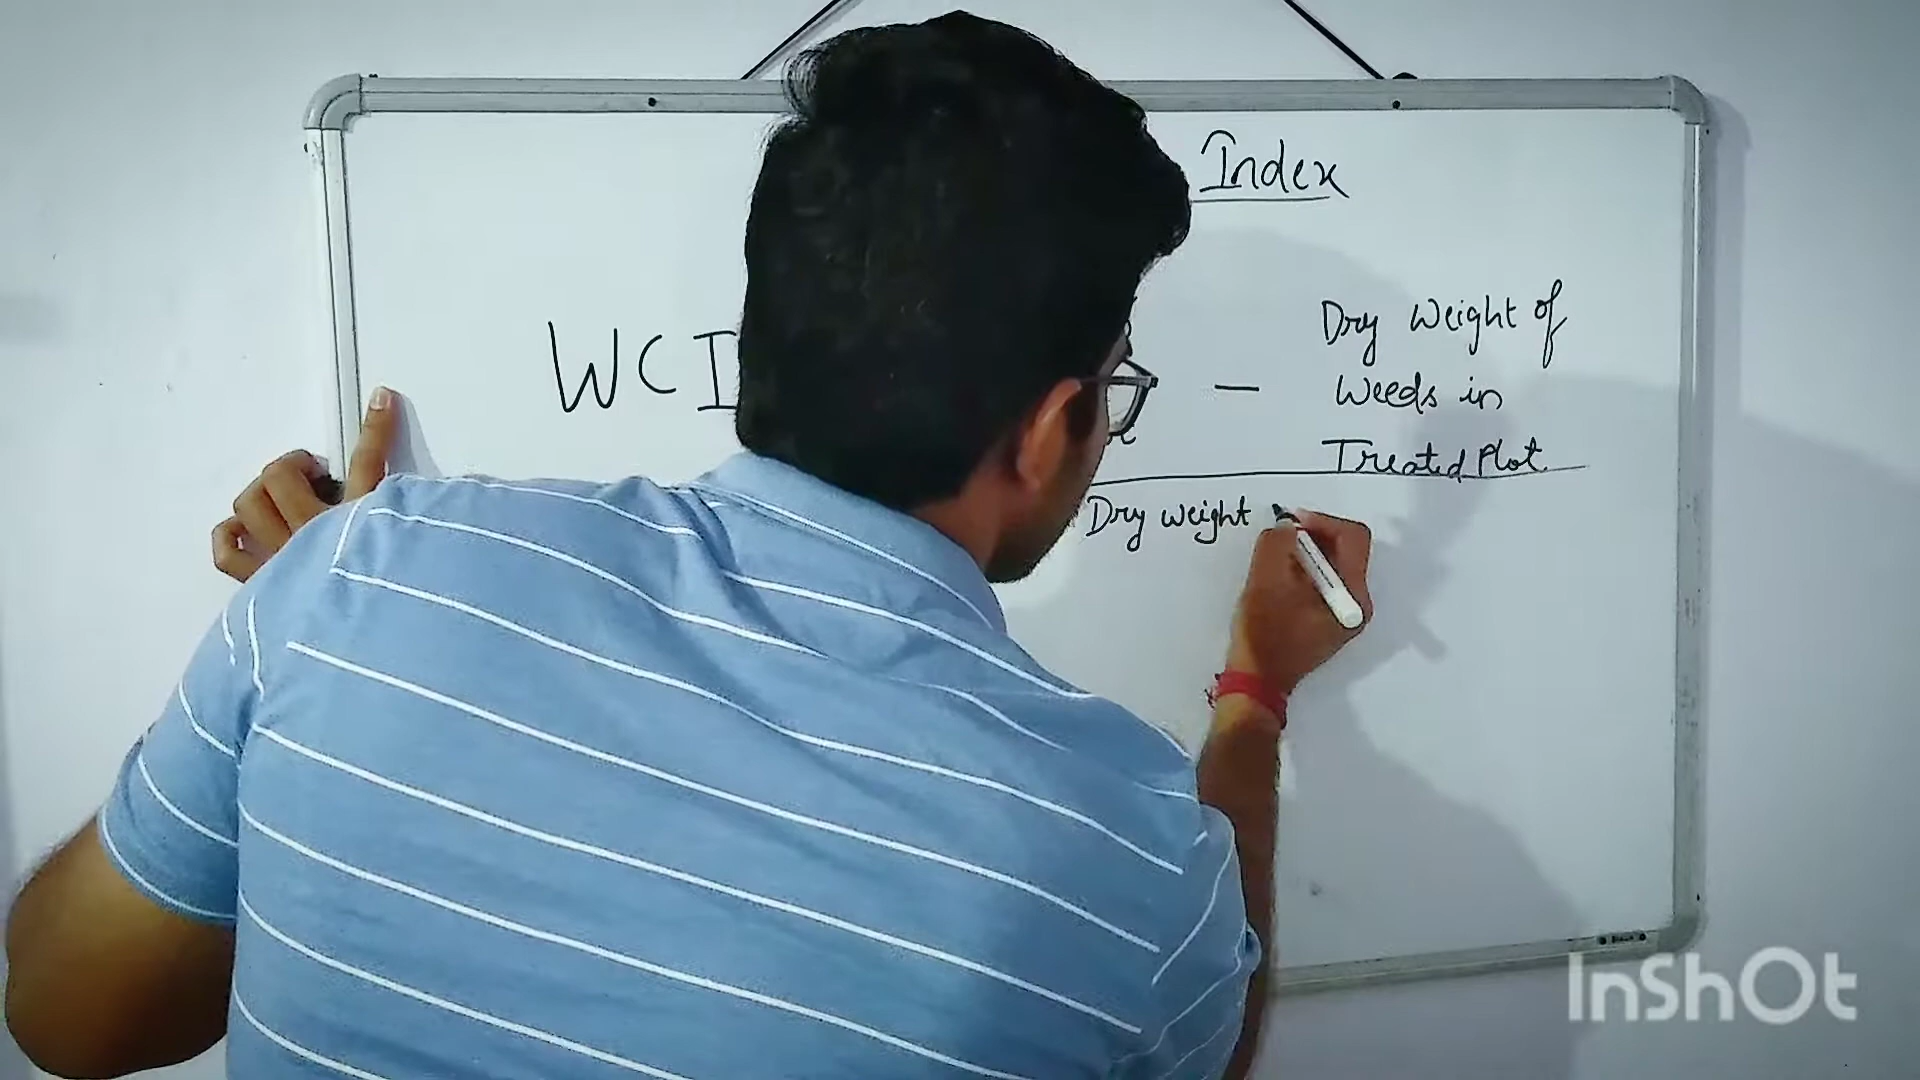 Index
WCI
—
Dry Weight of
Weeds in
Treated Plot
Dry weight
InShOt